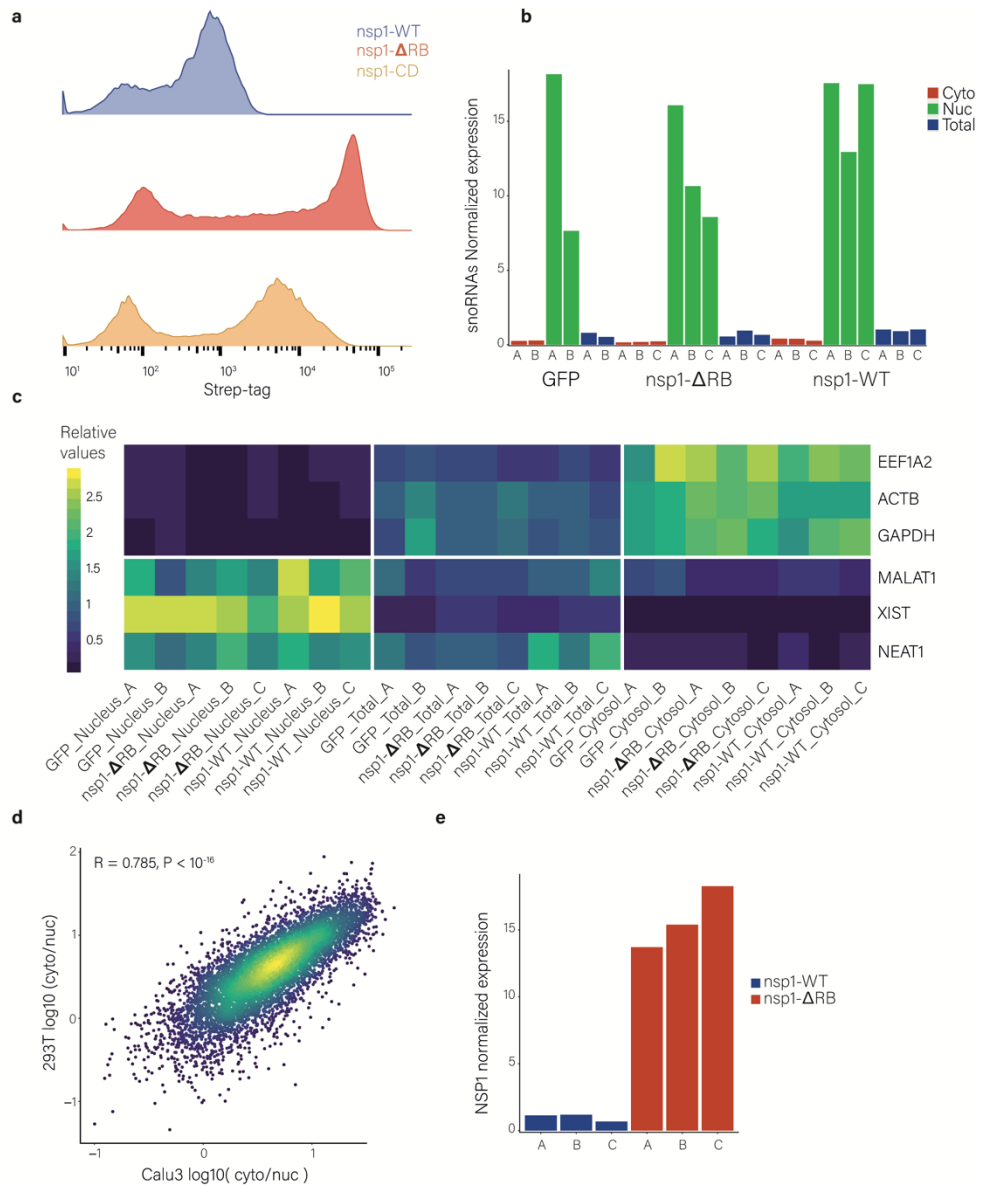 a
nsp1-WT
nsp1-ΔRB
nsp1-CD
10¹ 10² 10³ 10⁴ 10⁵
Strep-tag
b
snoRNAs Normalized expression
15
10
5
0
Cyto
Nuc
Total
A B A B A B A B C A B C A B C A B C A B C A B C
GFP nsp1-ΔRB nsp1-WT
c
Relative
values
2.5
2
1.5
1
0.5
EEF1A2
ACTB
GAPDH
MALAT1
XIST
NEAT1
GFP_Nucleus_A
GFP_Nucleus_B
nsp1-ΔRB_Nucleus_A
nsp1-ΔRB_Nucleus_B
nsp1-ΔRB_Nucleus_C
nsp1-WT_Nucleus_A
nsp1-WT_Nucleus_B
nsp1-WT_Nucleus_C
GFP_Total_A
GFP_Total_B
nsp1-ΔRB_Total_A
nsp1-ΔRB_Total_B
nsp1-ΔRB_Total_C
nsp1-WT_Total_A
nsp1-WT_Total_B
nsp1-WT_Total_C
GFP_Cytosol_A
GFP_Cytosol_B
nsp1-ΔRB_Cytosol_A
nsp1-ΔRB_Cytosol_B
nsp1-ΔRB_Cytosol_C
nsp1-WT_Cytosol_A
nsp1-WT_Cytosol_B
nsp1-WT_Cytosol_C
d
R = 0.785, P < 10⁻¹⁶
293T log10 (cyto/nuc)
2
1
0
−1
−1 0 1
Calu3 log10( cyto/nuc )
e
NSP1 normalized expression
15
10
5
0
A B C A B C
nsp1-WT
nsp1-ΔRB